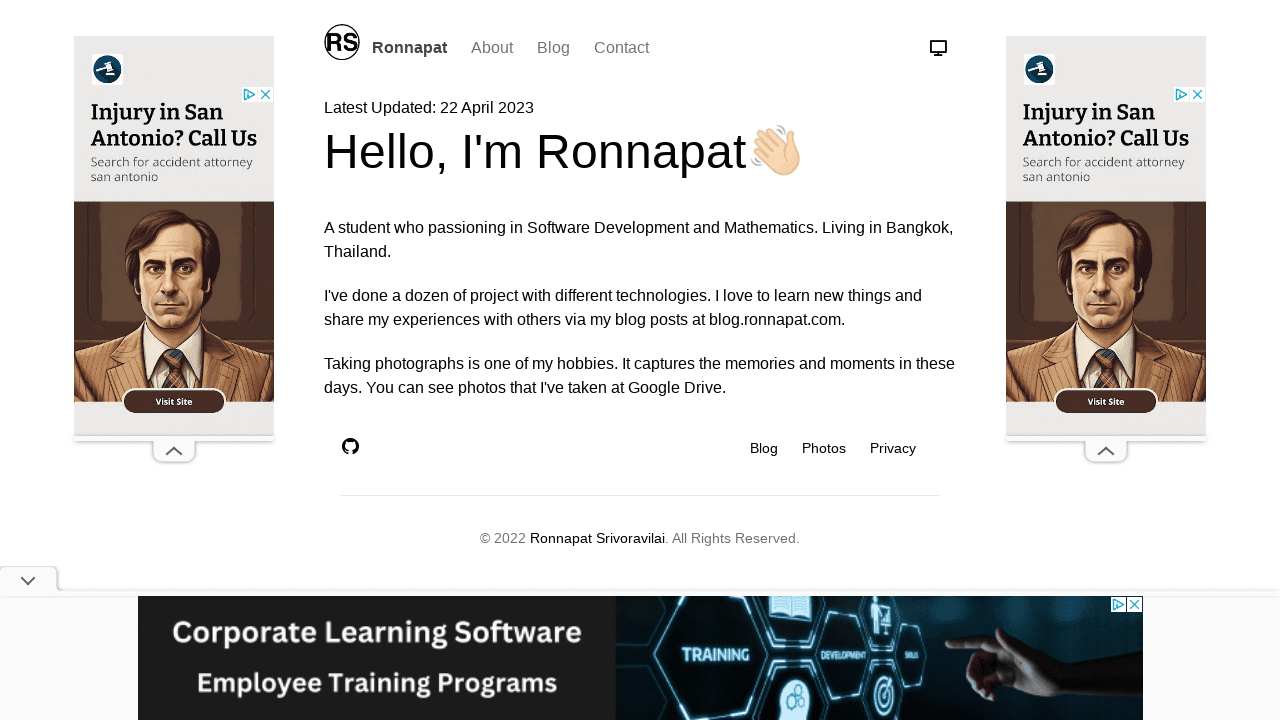 RS Ronnapat About Blog Contact
Latest Updated: 22 April 2023
Hello, I'm Ronnapat👋🏻
A student who passioning in Software Development and Mathematics. Living in Bangkok,
Thailand.
I've done a dozen of project with different technologies. I love to learn new things and
share my experiences with others via my blog posts at blog.ronnapat.com.
Taking photographs is one of my hobbies. It captures the memories and moments in these
days. You can see photos that I've taken at Google Drive.
Blog Photos Privacy
© 2022 Ronnapat Srivoravilai. All Rights Reserved.
Injury in San
Antonio? Call Us
Search for accident attorney
san antonio
Visit Site
Injury in San
Antonio? Call Us
Search for accident attorney
san antonio
Visit Site
Corporate Learning Software
Employee Training Programs
TRAINING
DEVELOPMENT
SKILLS